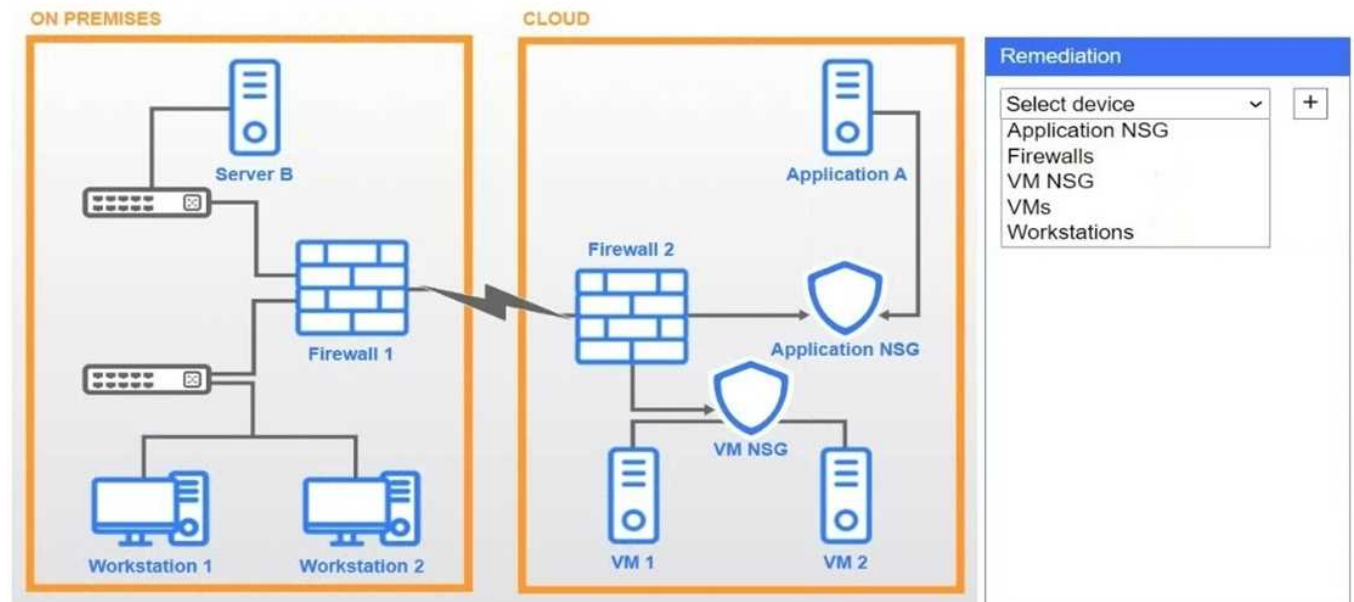 ON PREMISES
CLOUD
Server B
Firewall 1
Workstation 1
Workstation 2
Application A
Firewall 2
Application NSG
VM NSG
VM 1
VM 2
Remediation
Select device
+
Application NSG
Firewalls
VM NSG
VMs
Workstations